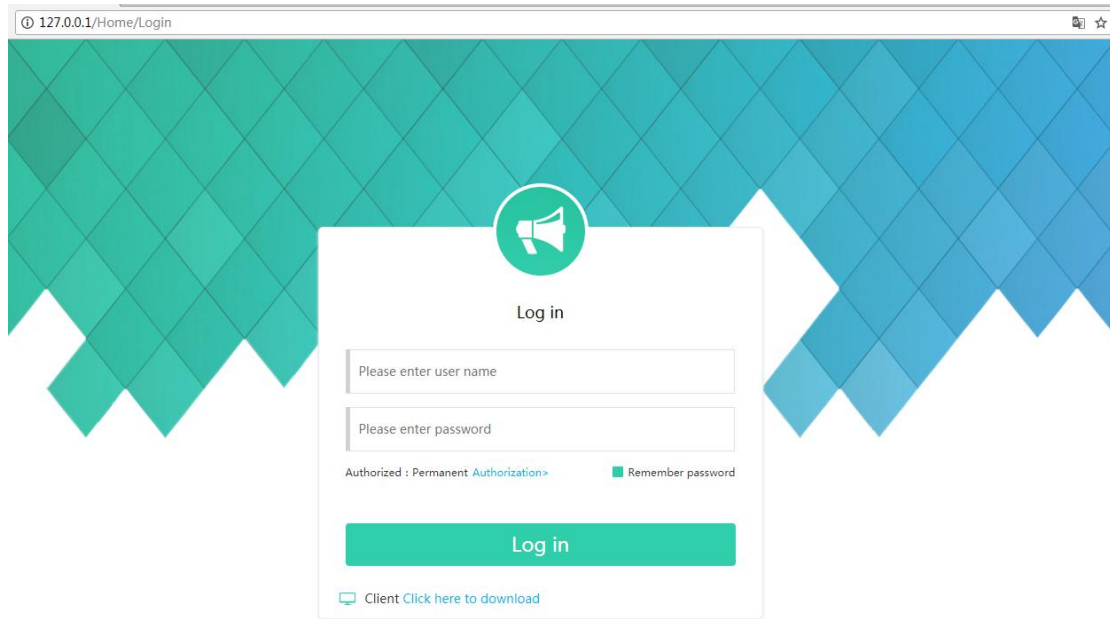 127.0.0.1/Home/Login
Log in
Please enter user name
Please enter password
Authorized : Permanent Authorization> Remember password
Log in
Client Click here to download